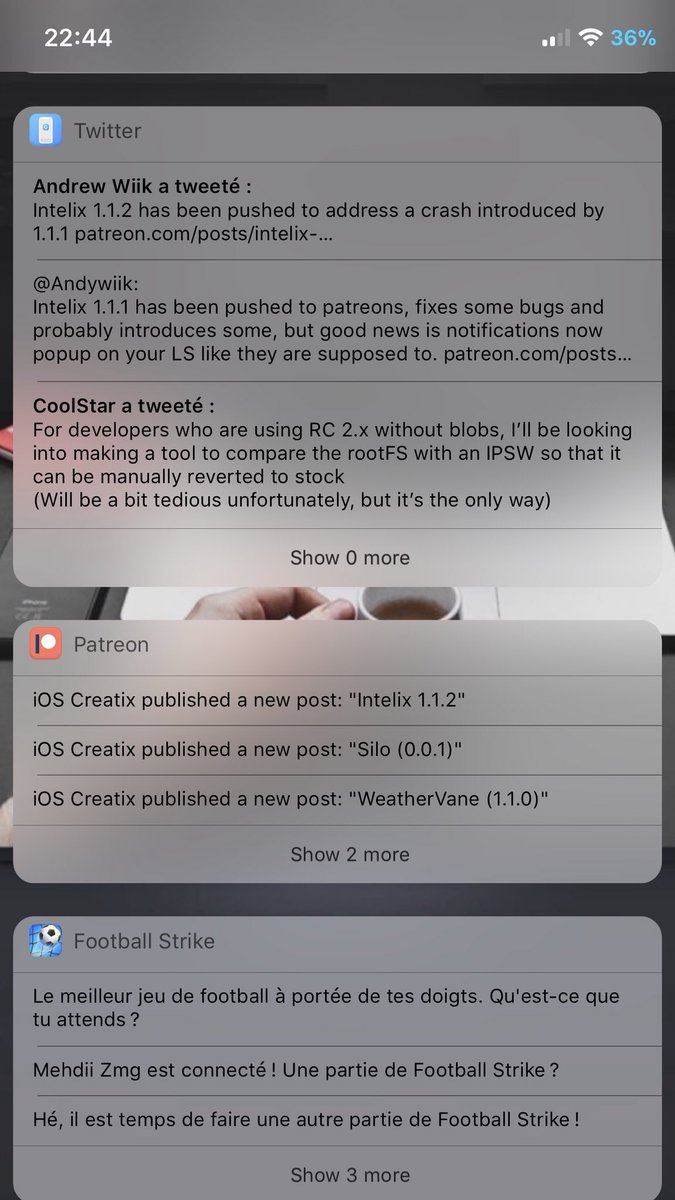 22:44
36%
Twitter
Andrew Wiik a tweeté :
Intelix 1.1.2 has been pushed to address a crash introduced by
1.1.1 patreon.com/posts/intelix-…
@Andywiik:
Intelix 1.1.1 has been pushed to patreons, fixes some bugs and
probably introduces some, but good news is notifications now
popup on your LS like they are supposed to. patreon.com/posts…
CoolStar a tweeté :
For developers who are using RC 2.x without blobs, I’ll be looking
into making a tool to compare the rootFS with an IPSW so that it
can be manually reverted to stock
(Will be a bit tedious unfortunately, but it’s the only way)
Show 0 more
iPhone
Patreon
iOS Creatix published a new post: "Intelix 1.1.2"
iOS Creatix published a new post: "Silo (0.0.1)"
iOS Creatix published a new post: "WeatherVane (1.1.0)"
Show 2 more
Football Strike
Le meilleur jeu de football à portée de tes doigts. Qu'est-ce que
tu attends ?
Mehdii Zmg est connecté ! Une partie de Football Strike ?
Hé, il est temps de faire une autre partie de Football Strike !
Show 3 more